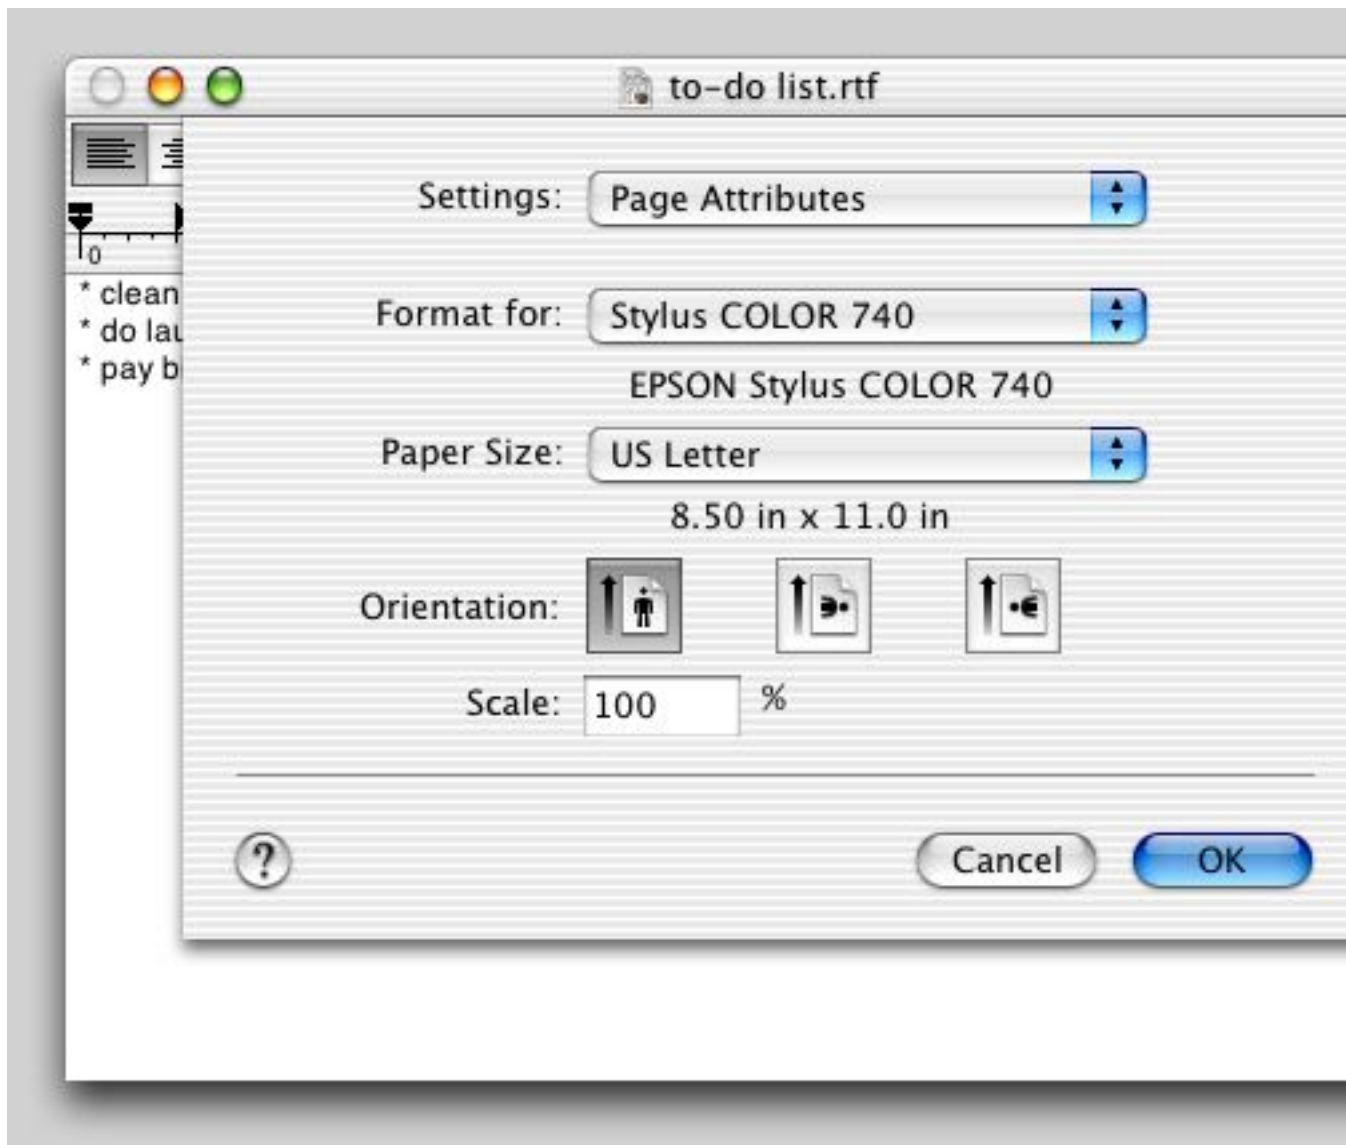 to-do list.rtf
Settings: Page Attributes
0
* clean
* do lau
* pay b
Format for: Stylus COLOR 740
EPSON Stylus COLOR 740
Paper Size: US Letter
8.50 in x 11.0 in
Orientation:
Scale: 100 %
? Cancel OK